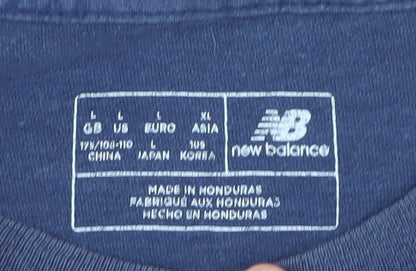 L L L XL
GB US EURO ASIA
175/108-110 L 105
CHINA JAPAN KOREA
NB
new balance
MADE IN HONDURAS
FABRIQUÉ AUX HONDURAS
HECHO EN HONDURAS